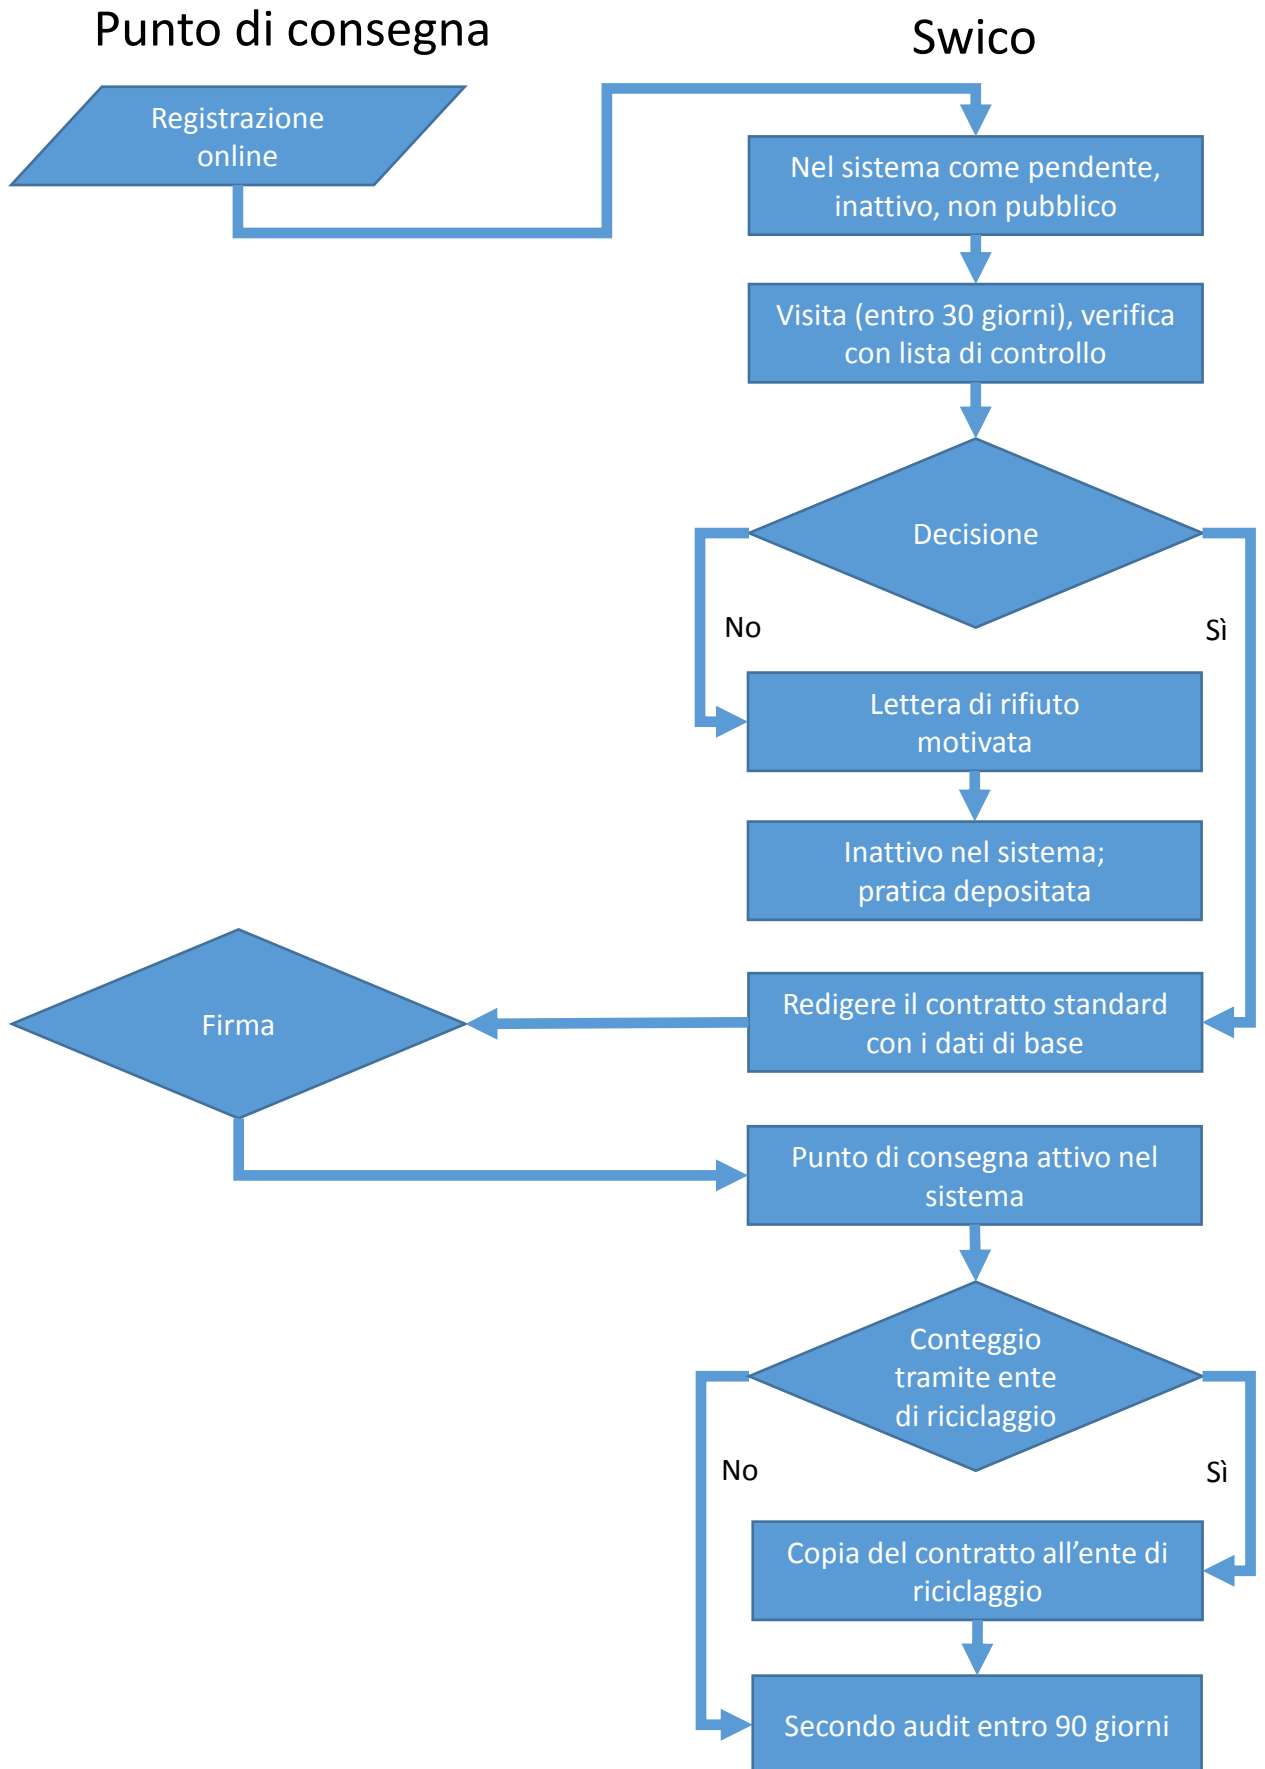 Punto di consegna
Swico
Registrazione
online
Nel sistema come pendente,
inattivo, non pubblico
Visita (entro 30 giorni), verifica
con lista di controllo
Decisione
No
Sì
Lettera di rifiuto
motivata
Inattivo nel sistema;
pratica depositata
Redigere il contratto standard
con i dati di base
Firma
Punto di consegna attivo nel
sistema
Conteggio
tramite ente
di riciclaggio
No
Sì
Copia del contratto all’ente di
riciclaggio
Secondo audit entro 90 giorni